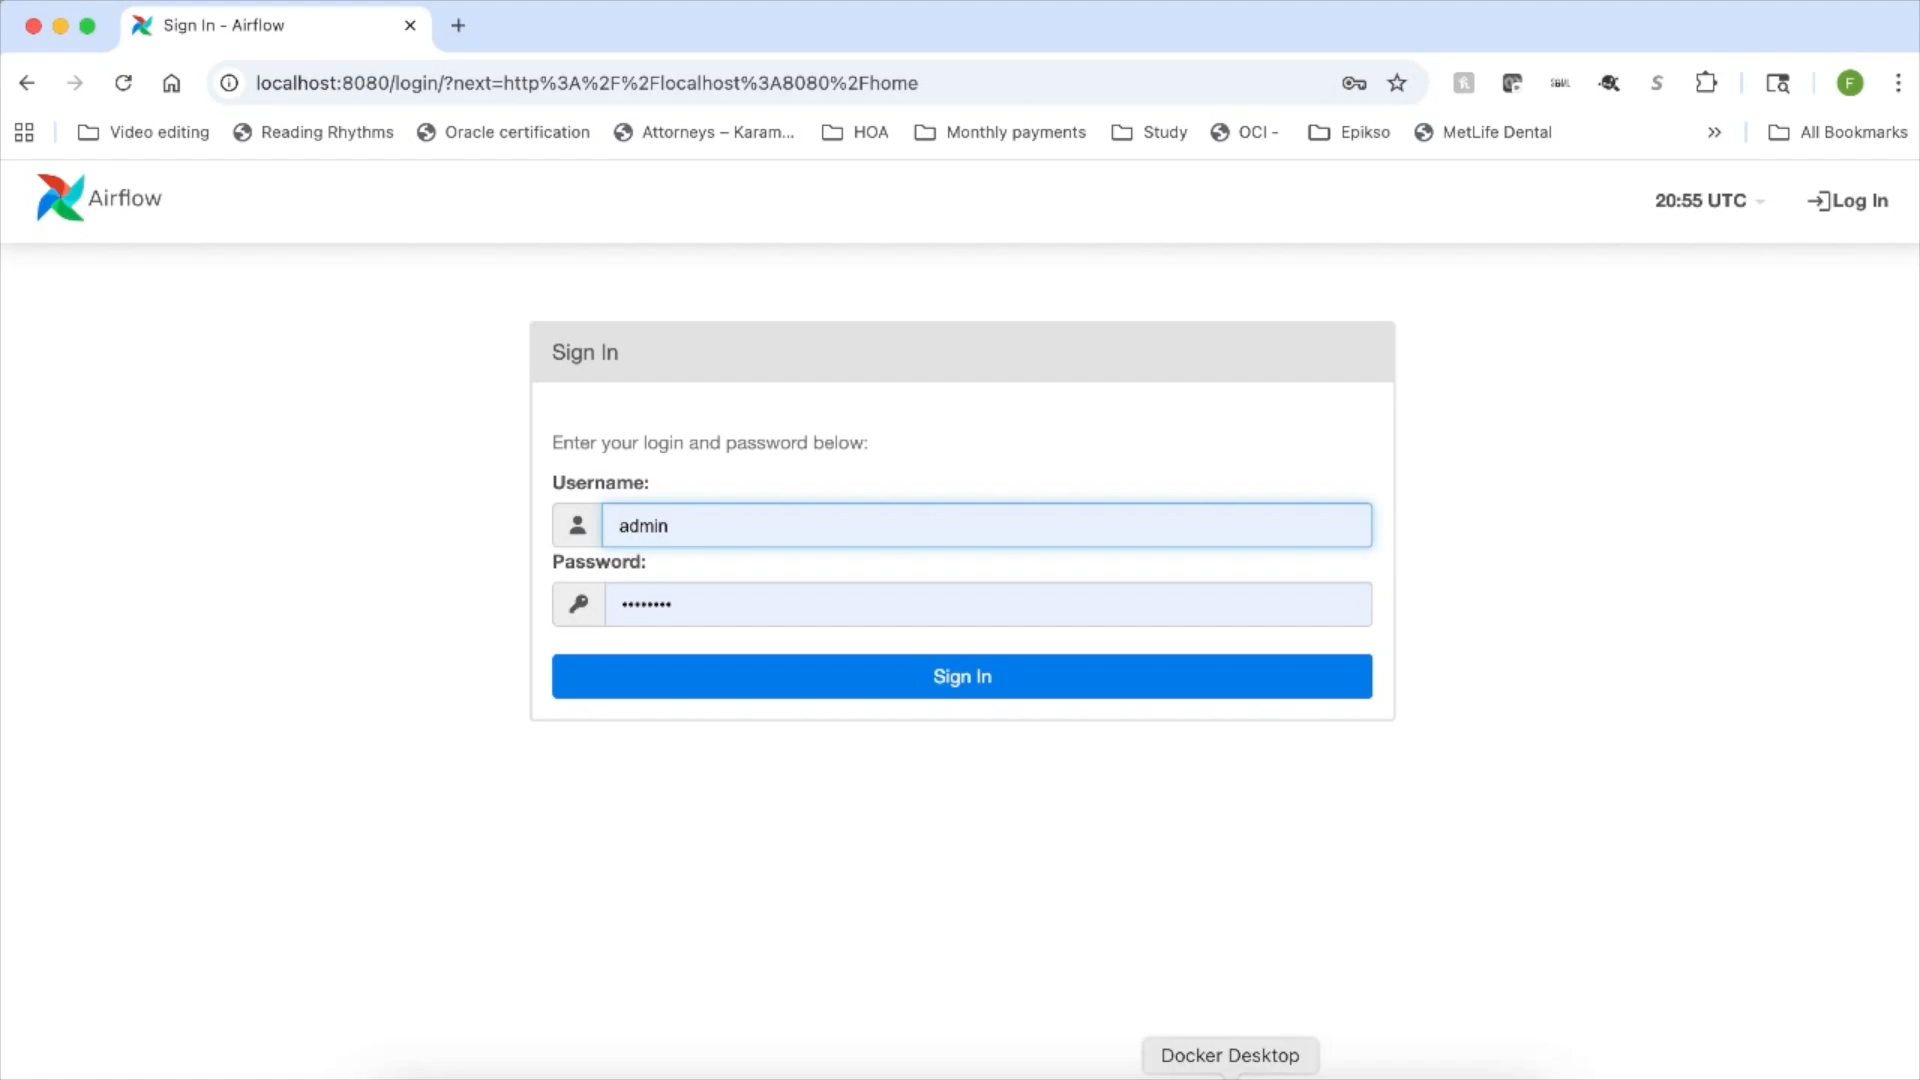 Sign In - Airflow
localhost:8080/login/?next=http%3A%2F%2Flocalhost%3A8080%2Fhome
F
Video editing
Reading Rhythms
Oracle certification
Attorneys – Karam...
HOA
Monthly payments
Study
OCI -
Epikso
MetLife Dental
All Bookmarks
Airflow
20:55 UTC
Log In
Sign In
Enter your login and password below:
Username:
admin
Password:
••••••••
Sign In
Docker Desktop